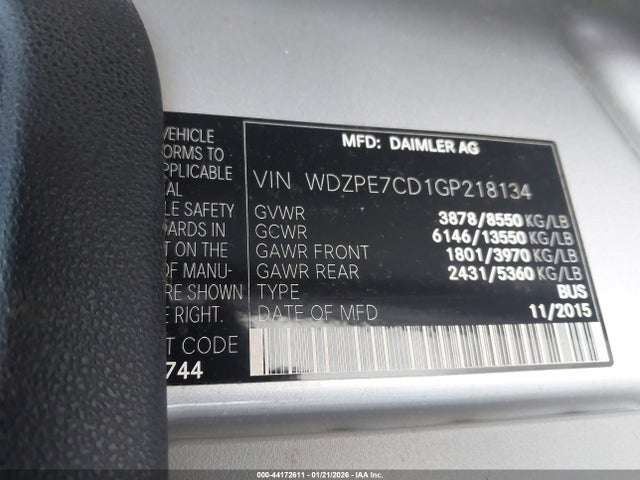 VEHICLE
ORMS TO
PPLICABLE
AL
LE SAFETY
ARDS IN
T ON THE
OF MANU-
RE SHOWN
E RIGHT.
T CODE
744
MFD: DAIMLER AG
VIN WDZPE7CD1GP218134
GVWR 3878/8550 KG/LB
GCWR 6146/13550 KG/LB
GAWR FRONT 1801/3970 KG/LB
GAWR REAR 2431/5360 KG/LB
TYPE BUS
DATE OF MFD 11/2015
000-44172611 - 01/21/2026 - © IAA Inc.